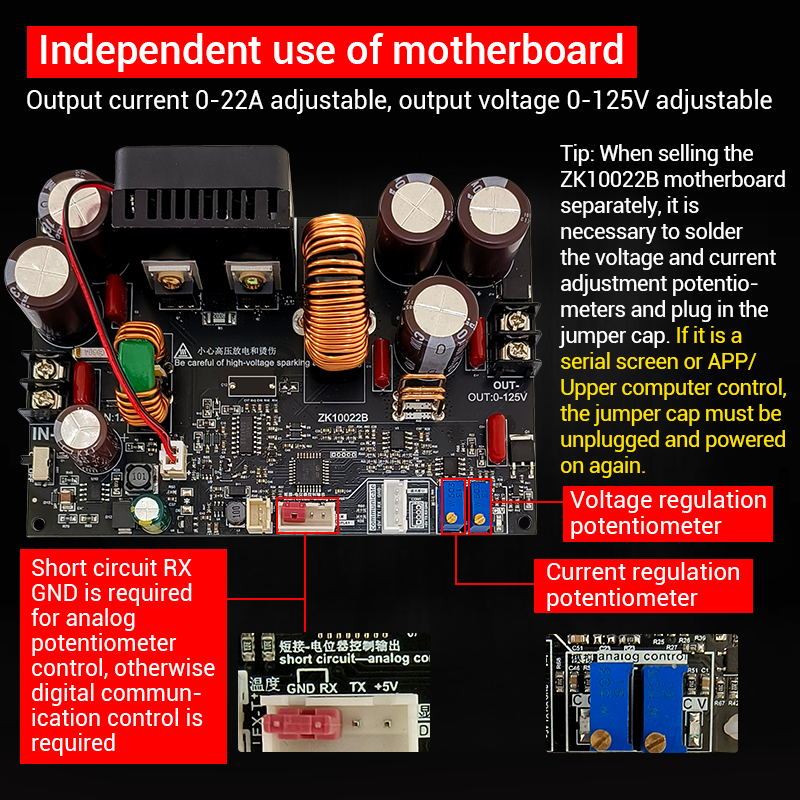 Independent use of motherboard
Output current 0-22A adjustable, output voltage 0-125V adjustable
Tip: When selling the
ZK10022B motherboard
separately, it is
necessary to solder
the voltage and current
adjustment potentio-
meters and plug in the
jumper cap. If it is a
serial screen or APP/
Upper computer control,
the jumper cap must be
unplugged and powered
on again.
小心高压放电和烫伤
Be careful of high-voltage sparking
ZK10022B
OUT-
OUT:0-125V
IN-
101
Voltage regulation
potentiometer
Current regulation
potentiometer
Short circuit RX
GND is required
for analog
potentiometer
control, otherwise
digital commun-
ication control is
required
短接-电位器控制输出
short circuit—analog co
温度
GND RX TX +5V
analog control
C V